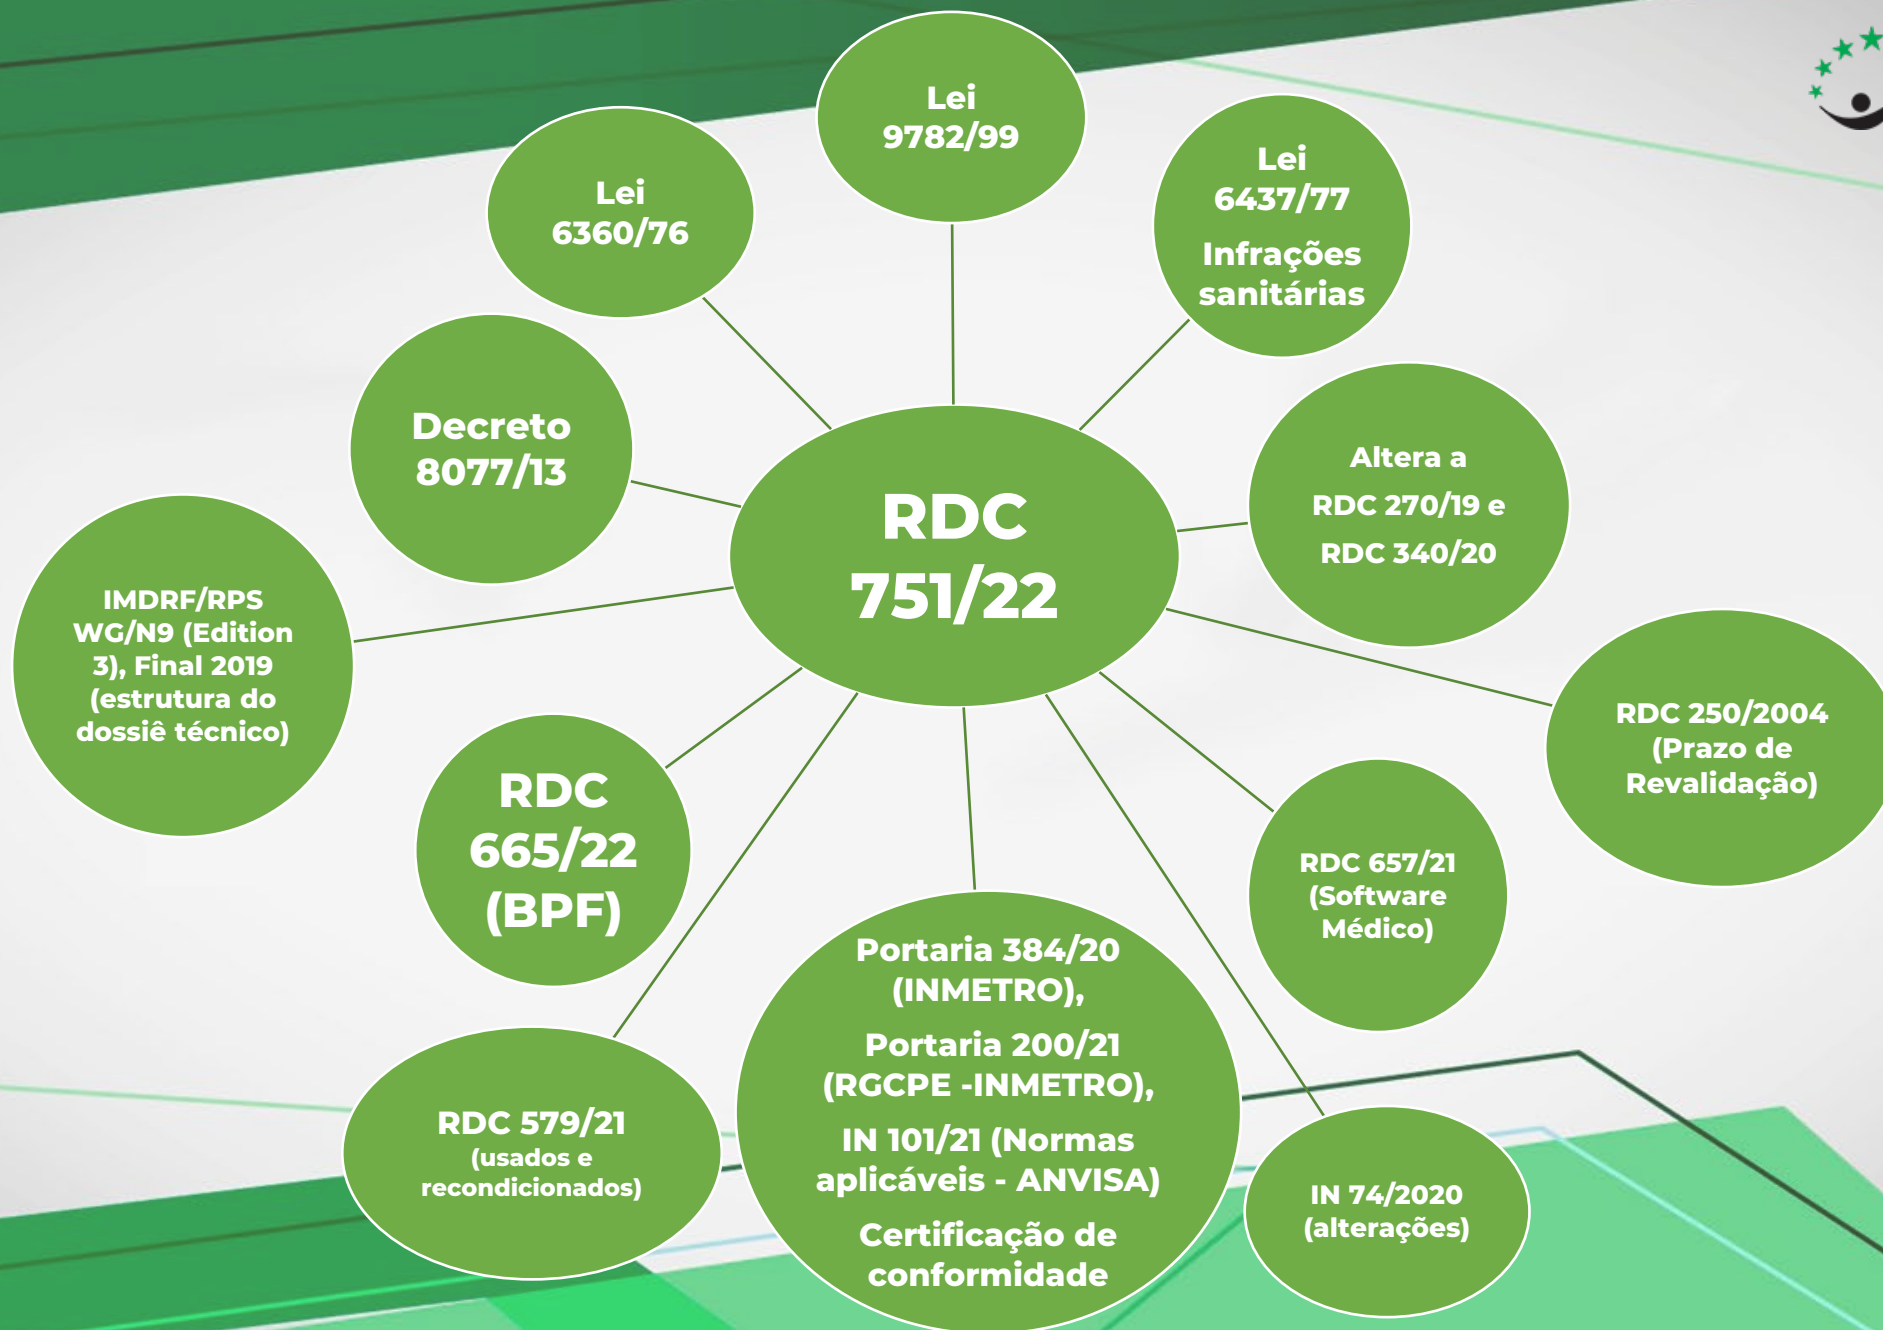 Lei
9782/99
Lei
6360/76
Lei
6437/77
Infrações
sanitárias
Decreto
8077/13
RDC
751/22
Altera a
RDC 270/19 e
RDC 340/20
IMDRF/RPS
WG/N9 (Edition
3), Final 2019
(estrutura do
dossiê técnico)
RDC 250/2004
(Prazo de
Revalidação)
RDC
665/22
(BPF)
RDC 657/21
(Software
Médico)
Portaria 384/20
(INMETRO),
Portaria 200/21
(RGCPE -INMETRO),
IN 101/21 (Normas
aplicáveis - ANVISA)
Certificação de
conformidade
RDC 579/21
(usados e
recondicionados)
IN 74/2020
(alterações)